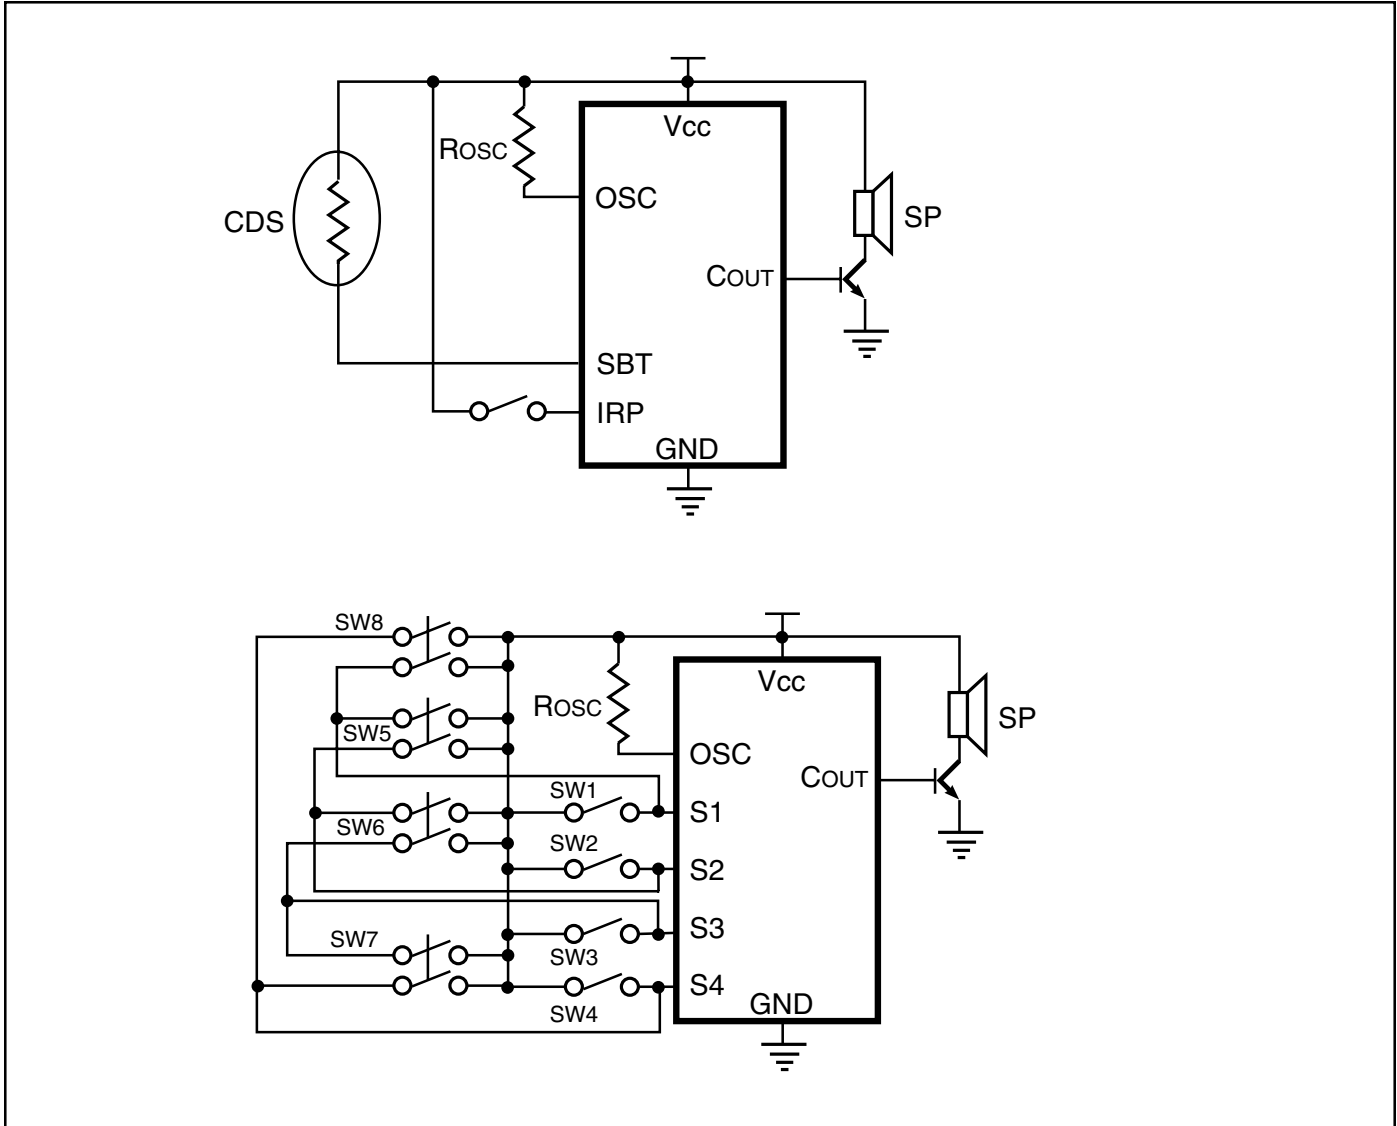 Vcc
ROSC
OSC
CDS
SP
COUT
SBT
IRP
GND
SW8
Vcc
ROSC
SP
SW5
OSC
COUT
SW1
S1
SW6
SW2
S2
S3
SW7
SW3
S4
GND
SW4